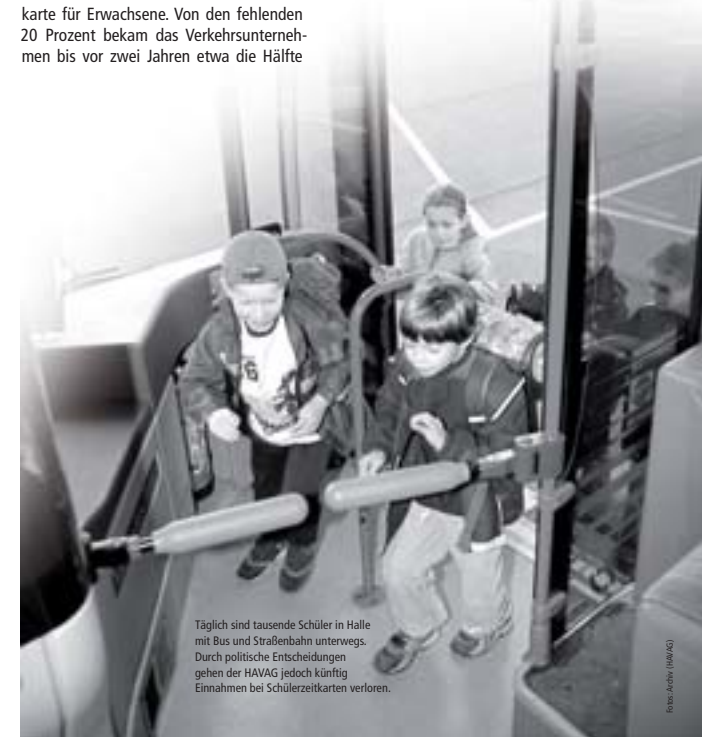 karte für Erwachsene. Von den fehlenden
20 Prozent bekam das Verkehrsunterneh-
men bis vor zwei Jahren etwa die Hälfte
Täglich sind tausende Schüler in Halle
mit Bus und Straßenbahn unterwegs.
Durch politische Entscheidungen
gehen der HAVAG jedoch künftig
Einnahmen bei Schülerzeitkarten verloren.
Fotos: Archiv (HAVAG)